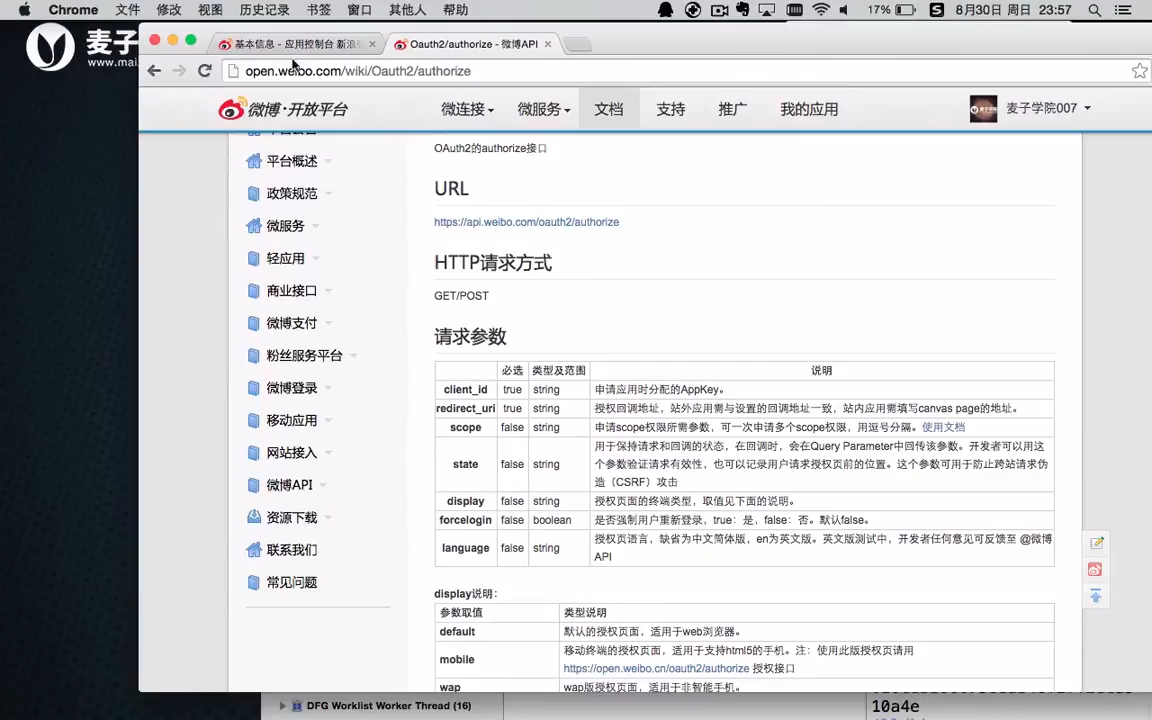 Chrome 文件 修改 视图 历史记录 书签 窗口 其他人 帮助 17% 8月30日 周日 23:57
麦子
www.mai
基本信息 - 应用控制台 新浪 Oauth2/authorize - 微博API
open.weibo.com/wiki/Oauth2/authorize
微博·开放平台 微连接 微服务 文档 支持 推广 我的应用 麦子学院007
平台概述
政策规范
微服务
轻应用
商业接口
微博支付
粉丝服务平台
微博登录
移动应用
网站接入
微博API
资源下载
联系我们
常见问题
OAuth2的authorize接口
URL
https://api.weibo.com/oauth2/authorize
HTTP请求方式
GET/POST
请求参数
必选 类型及范围 说明
client_id true string 申请应用时分配的AppKey。
redirect_uri true string 授权回调地址，站外应用需与设置的回调地址一致，站内应用需填写canvas page的地址。
scope false string 申请scope权限所需参数，可一次申请多个scope权限，用逗号分隔。使用文档
state false string 用于保持请求和回调的状态，在回调时，会在Query Parameter中回传该参数。开发者可以用这
个参数验证请求有效性，也可以记录用户请求授权页前的位置。这个参数可用于防止跨站请求伪
造（CSRF）攻击
display false string 授权页面的终端类型，取值见下面的说明。
forcelogin false boolean 是否强制用户重新登录，true：是，false：否。默认false。
language false string 授权页语言，缺省为中文简体版，en为英文版。英文版测试中，开发者任何意见可反馈至 @微博
API
display说明：
参数取值 类型说明
default 默认的授权页面，适用于web浏览器。
mobile 移动终端的授权页面，适用于支持html5的手机。注：使用此版授权页请用
https://open.weibo.cn/oauth2/authorize 授权接口
wap wap版授权页面，适用于非智能手机。
DFG Worklist Worker Thread (16)
10a4e